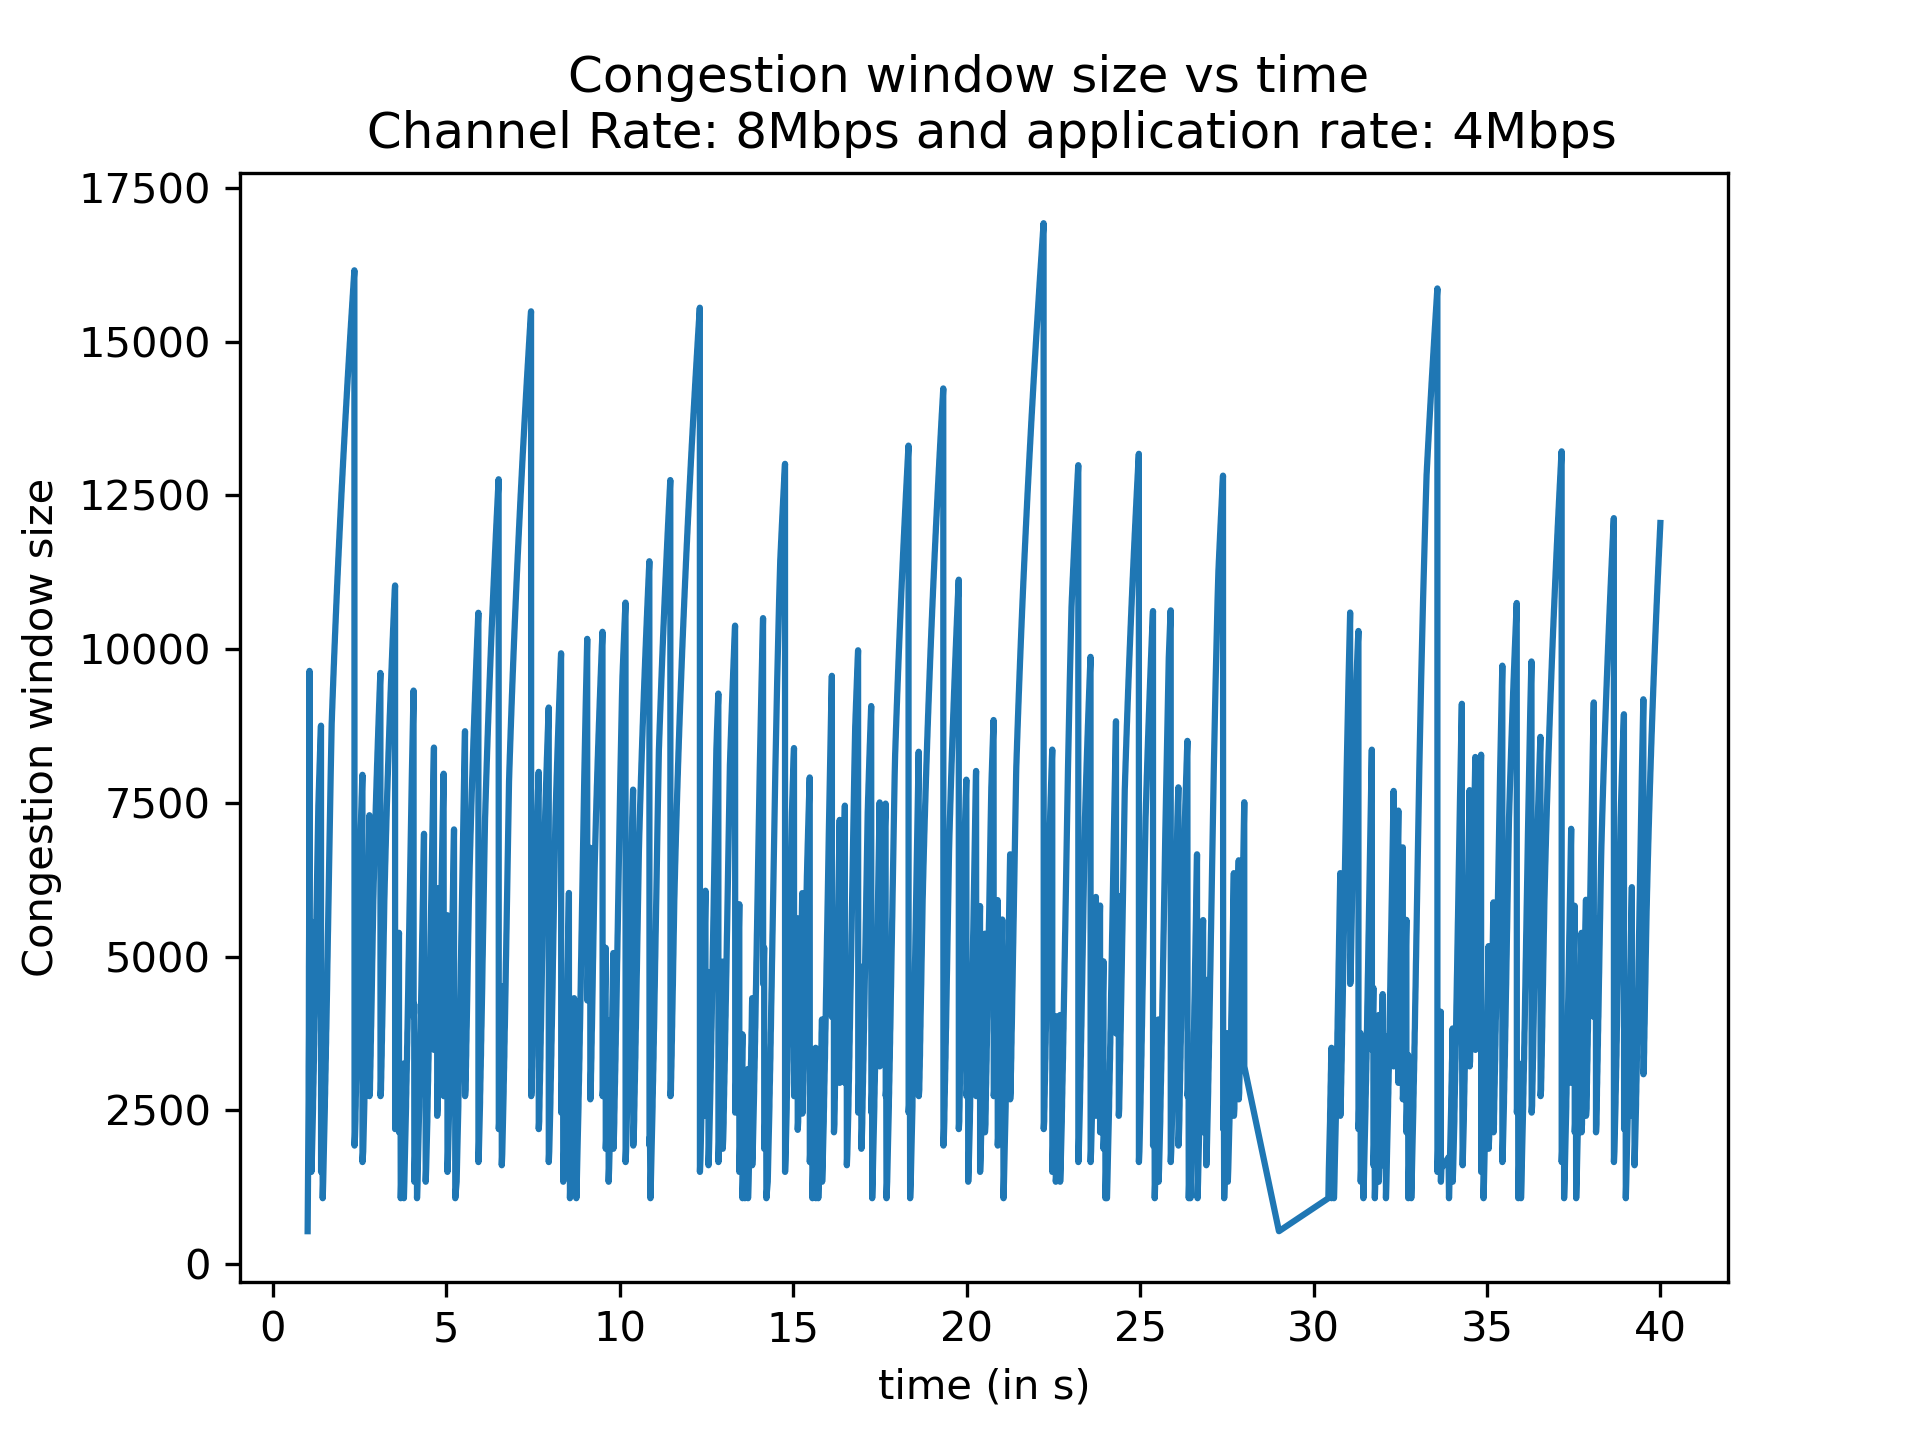 Congestion window size vs time
Channel Rate: 8Mbps and application rate: 4Mbps
Congestion window size
17500
15000
12500
10000
7500
5000
2500
0
0 5 10 15 20 25 30 35 40
time (in s)